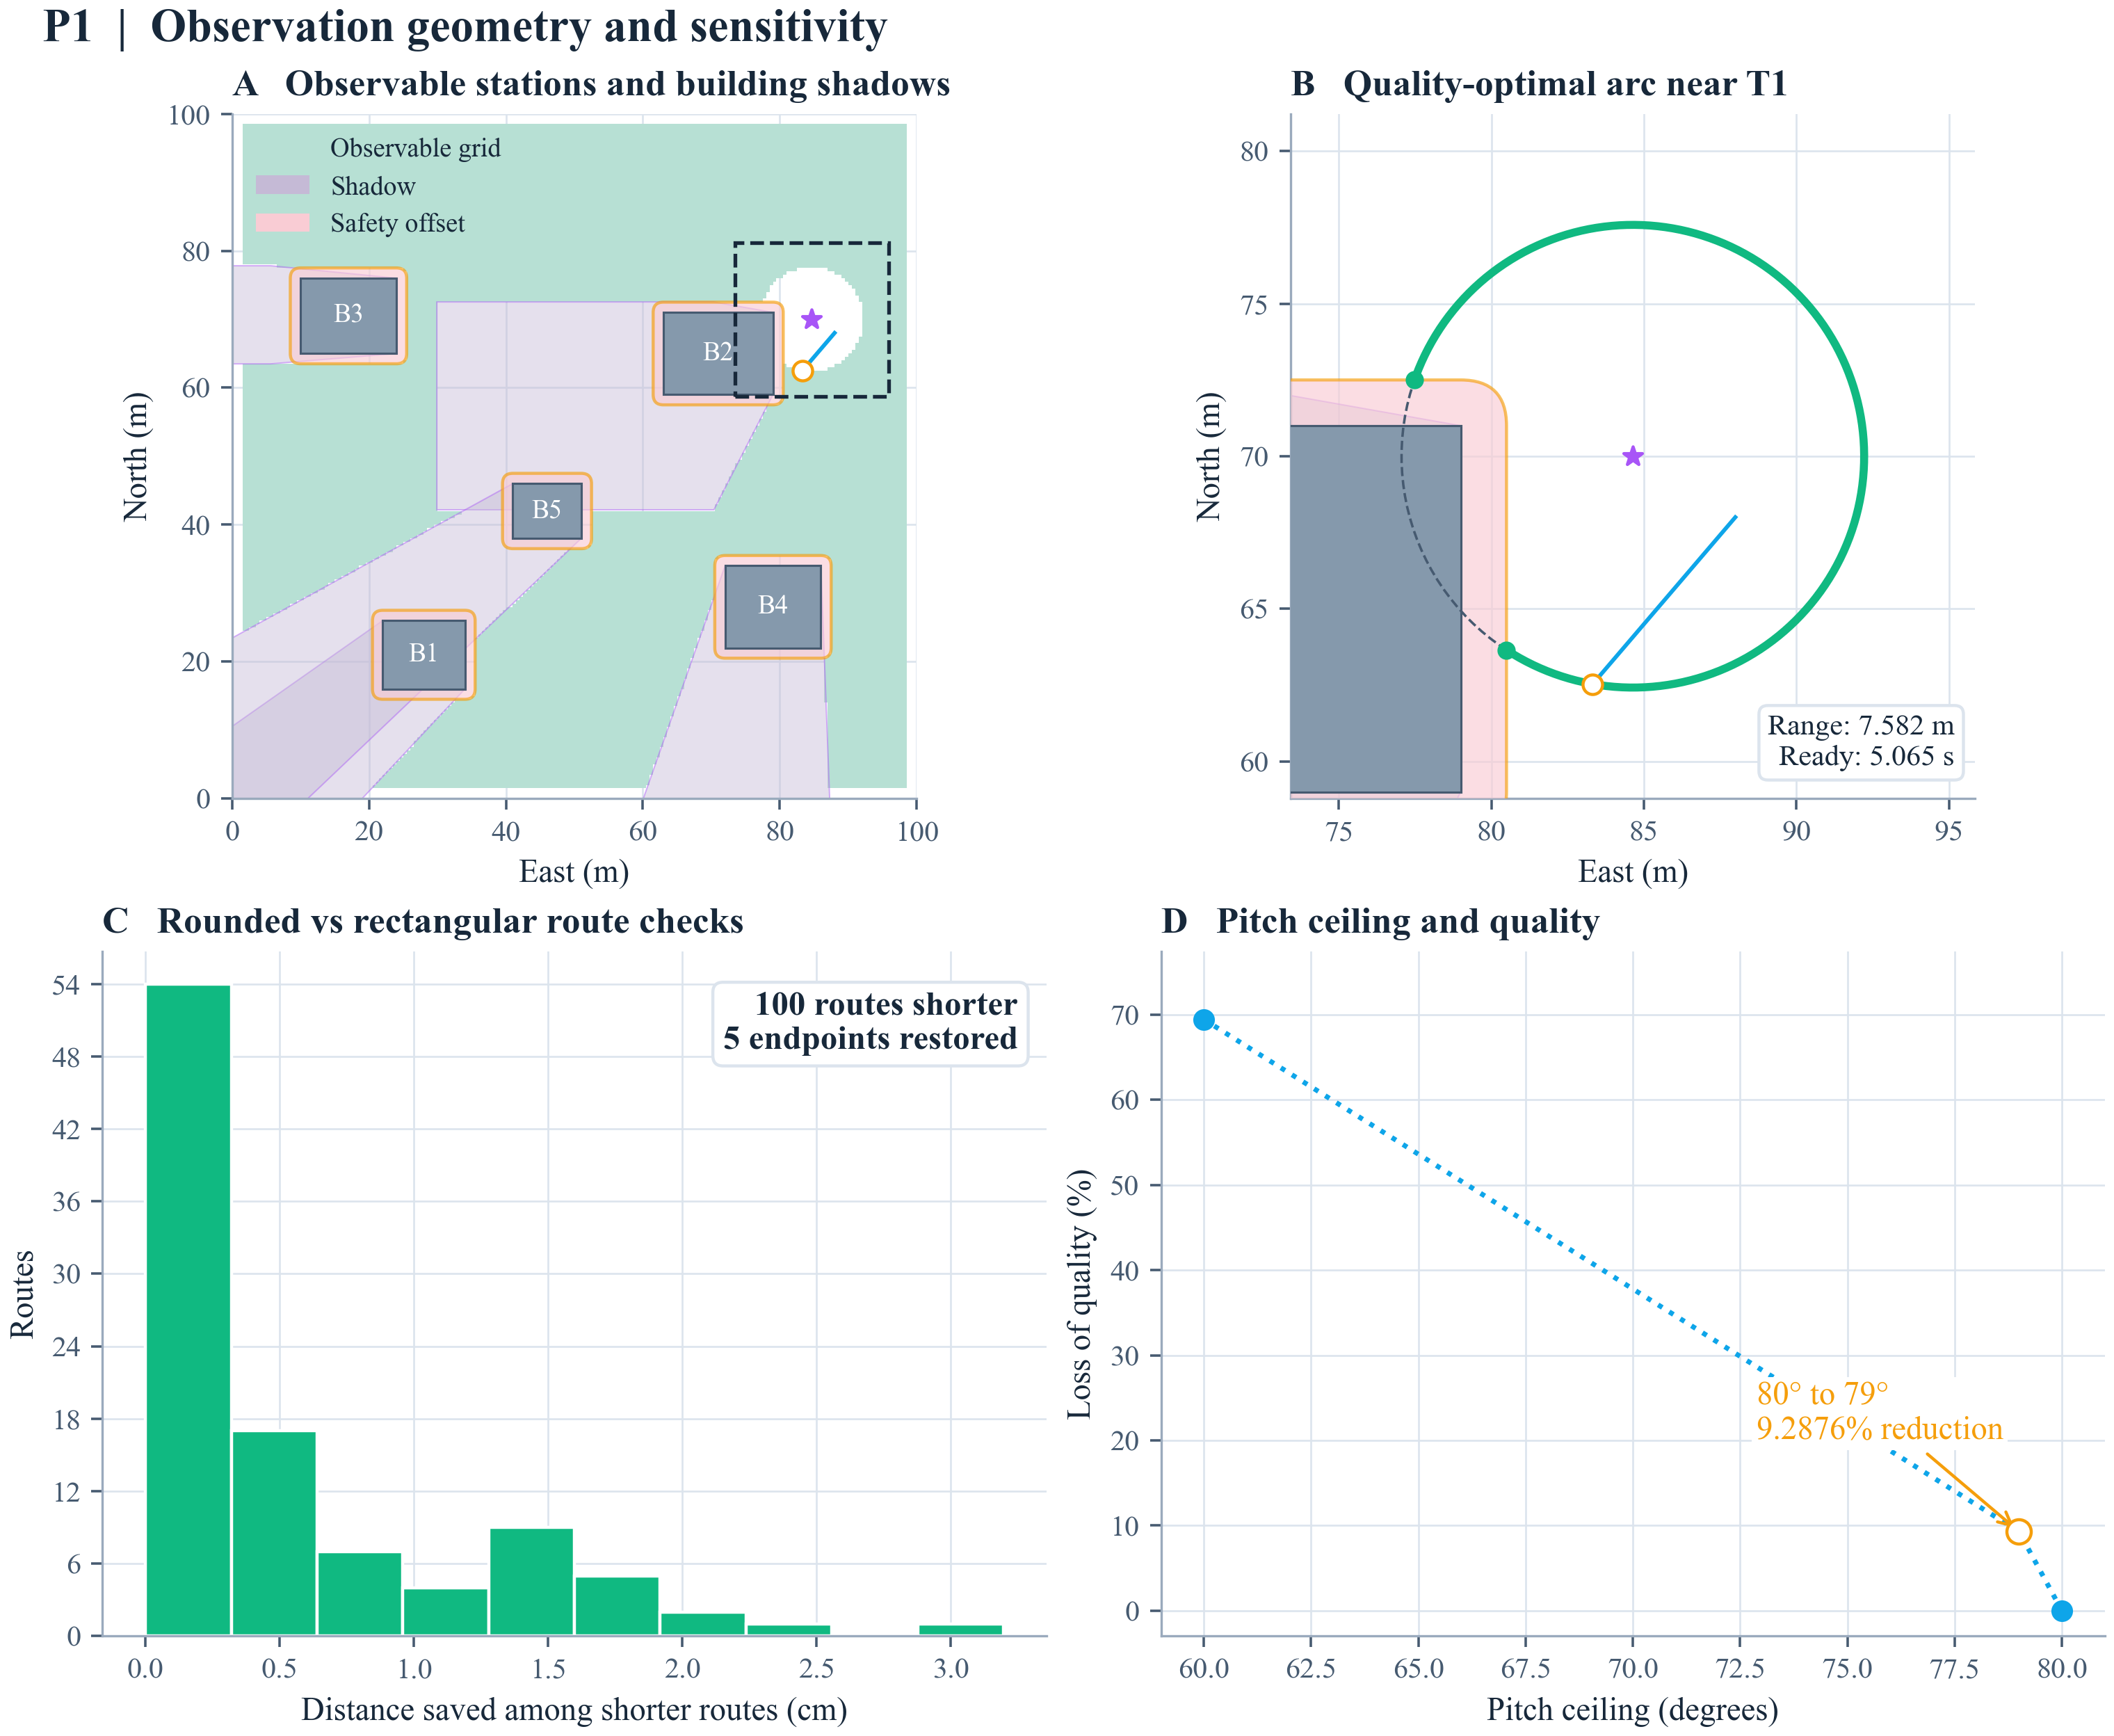 P1 | Observation geometry and sensitivity
A Observable stations and building shadows
100
80
60
40
20
0
North (m)
Observable grid
Shadow
Safety offset
B3
B2
B5
B4
B1
0 20 40 60 80 100
East (m)
B Quality-optimal arc near T1
80
75
70
65
60
North (m)
Range: 7.582 m
Ready: 5.065 s
75 80 85 90 95
East (m)
C Rounded vs rectangular route checks
54
48
42
36
30
24
18
12
6
0
Routes
100 routes shorter
5 endpoints restored
0.0 0.5 1.0 1.5 2.0 2.5 3.0
Distance saved among shorter routes (cm)
D Pitch ceiling and quality
70
60
50
40
30
20
10
0
Loss of quality (%)
80° to 79°
9.2876% reduction
60.0 62.5 65.0 67.5 70.0 72.5 75.0 77.5 80.0
Pitch ceiling (degrees)